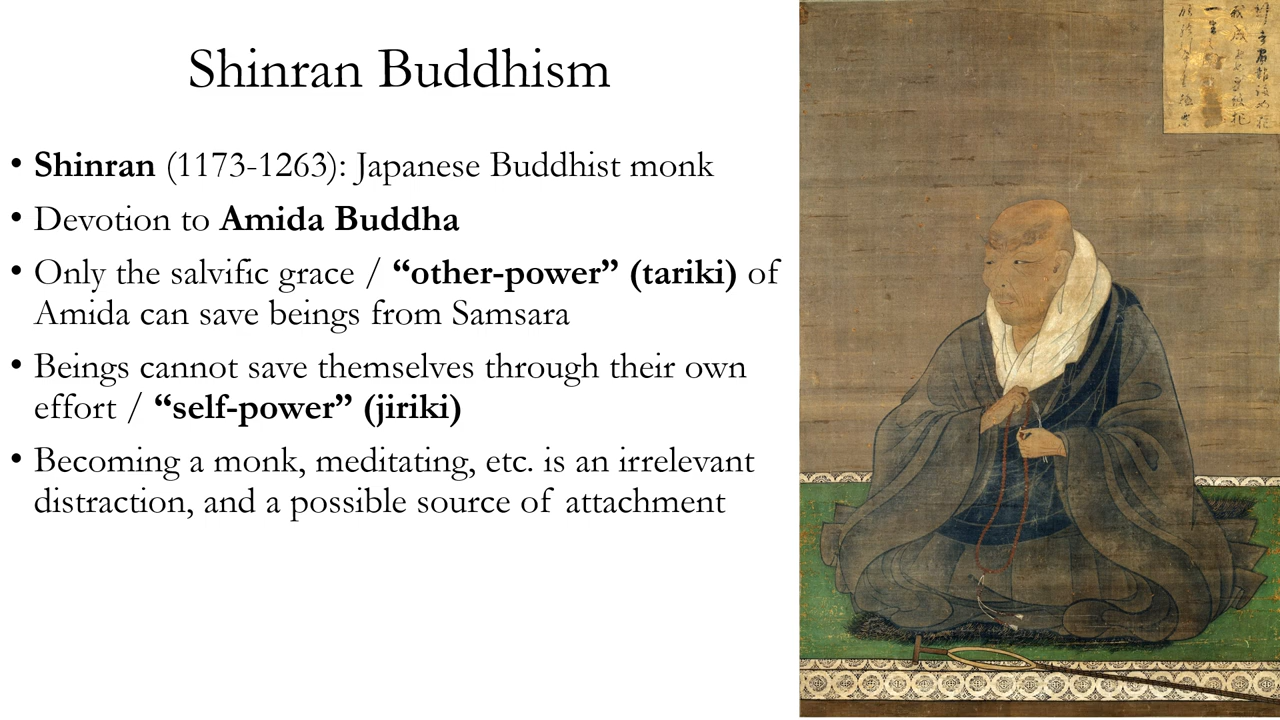 Shinran Buddhism
• Shinran (1173-1263): Japanese Buddhist monk
• Devotion to Amida Buddha
• Only the salvific grace / “other-power” (tariki) of
Amida can save beings from Samsara
• Beings cannot save themselves through their own
effort / “self-power” (jiriki)
• Becoming a monk, meditating, etc. is an irrelevant
distraction, and a possible source of attachment